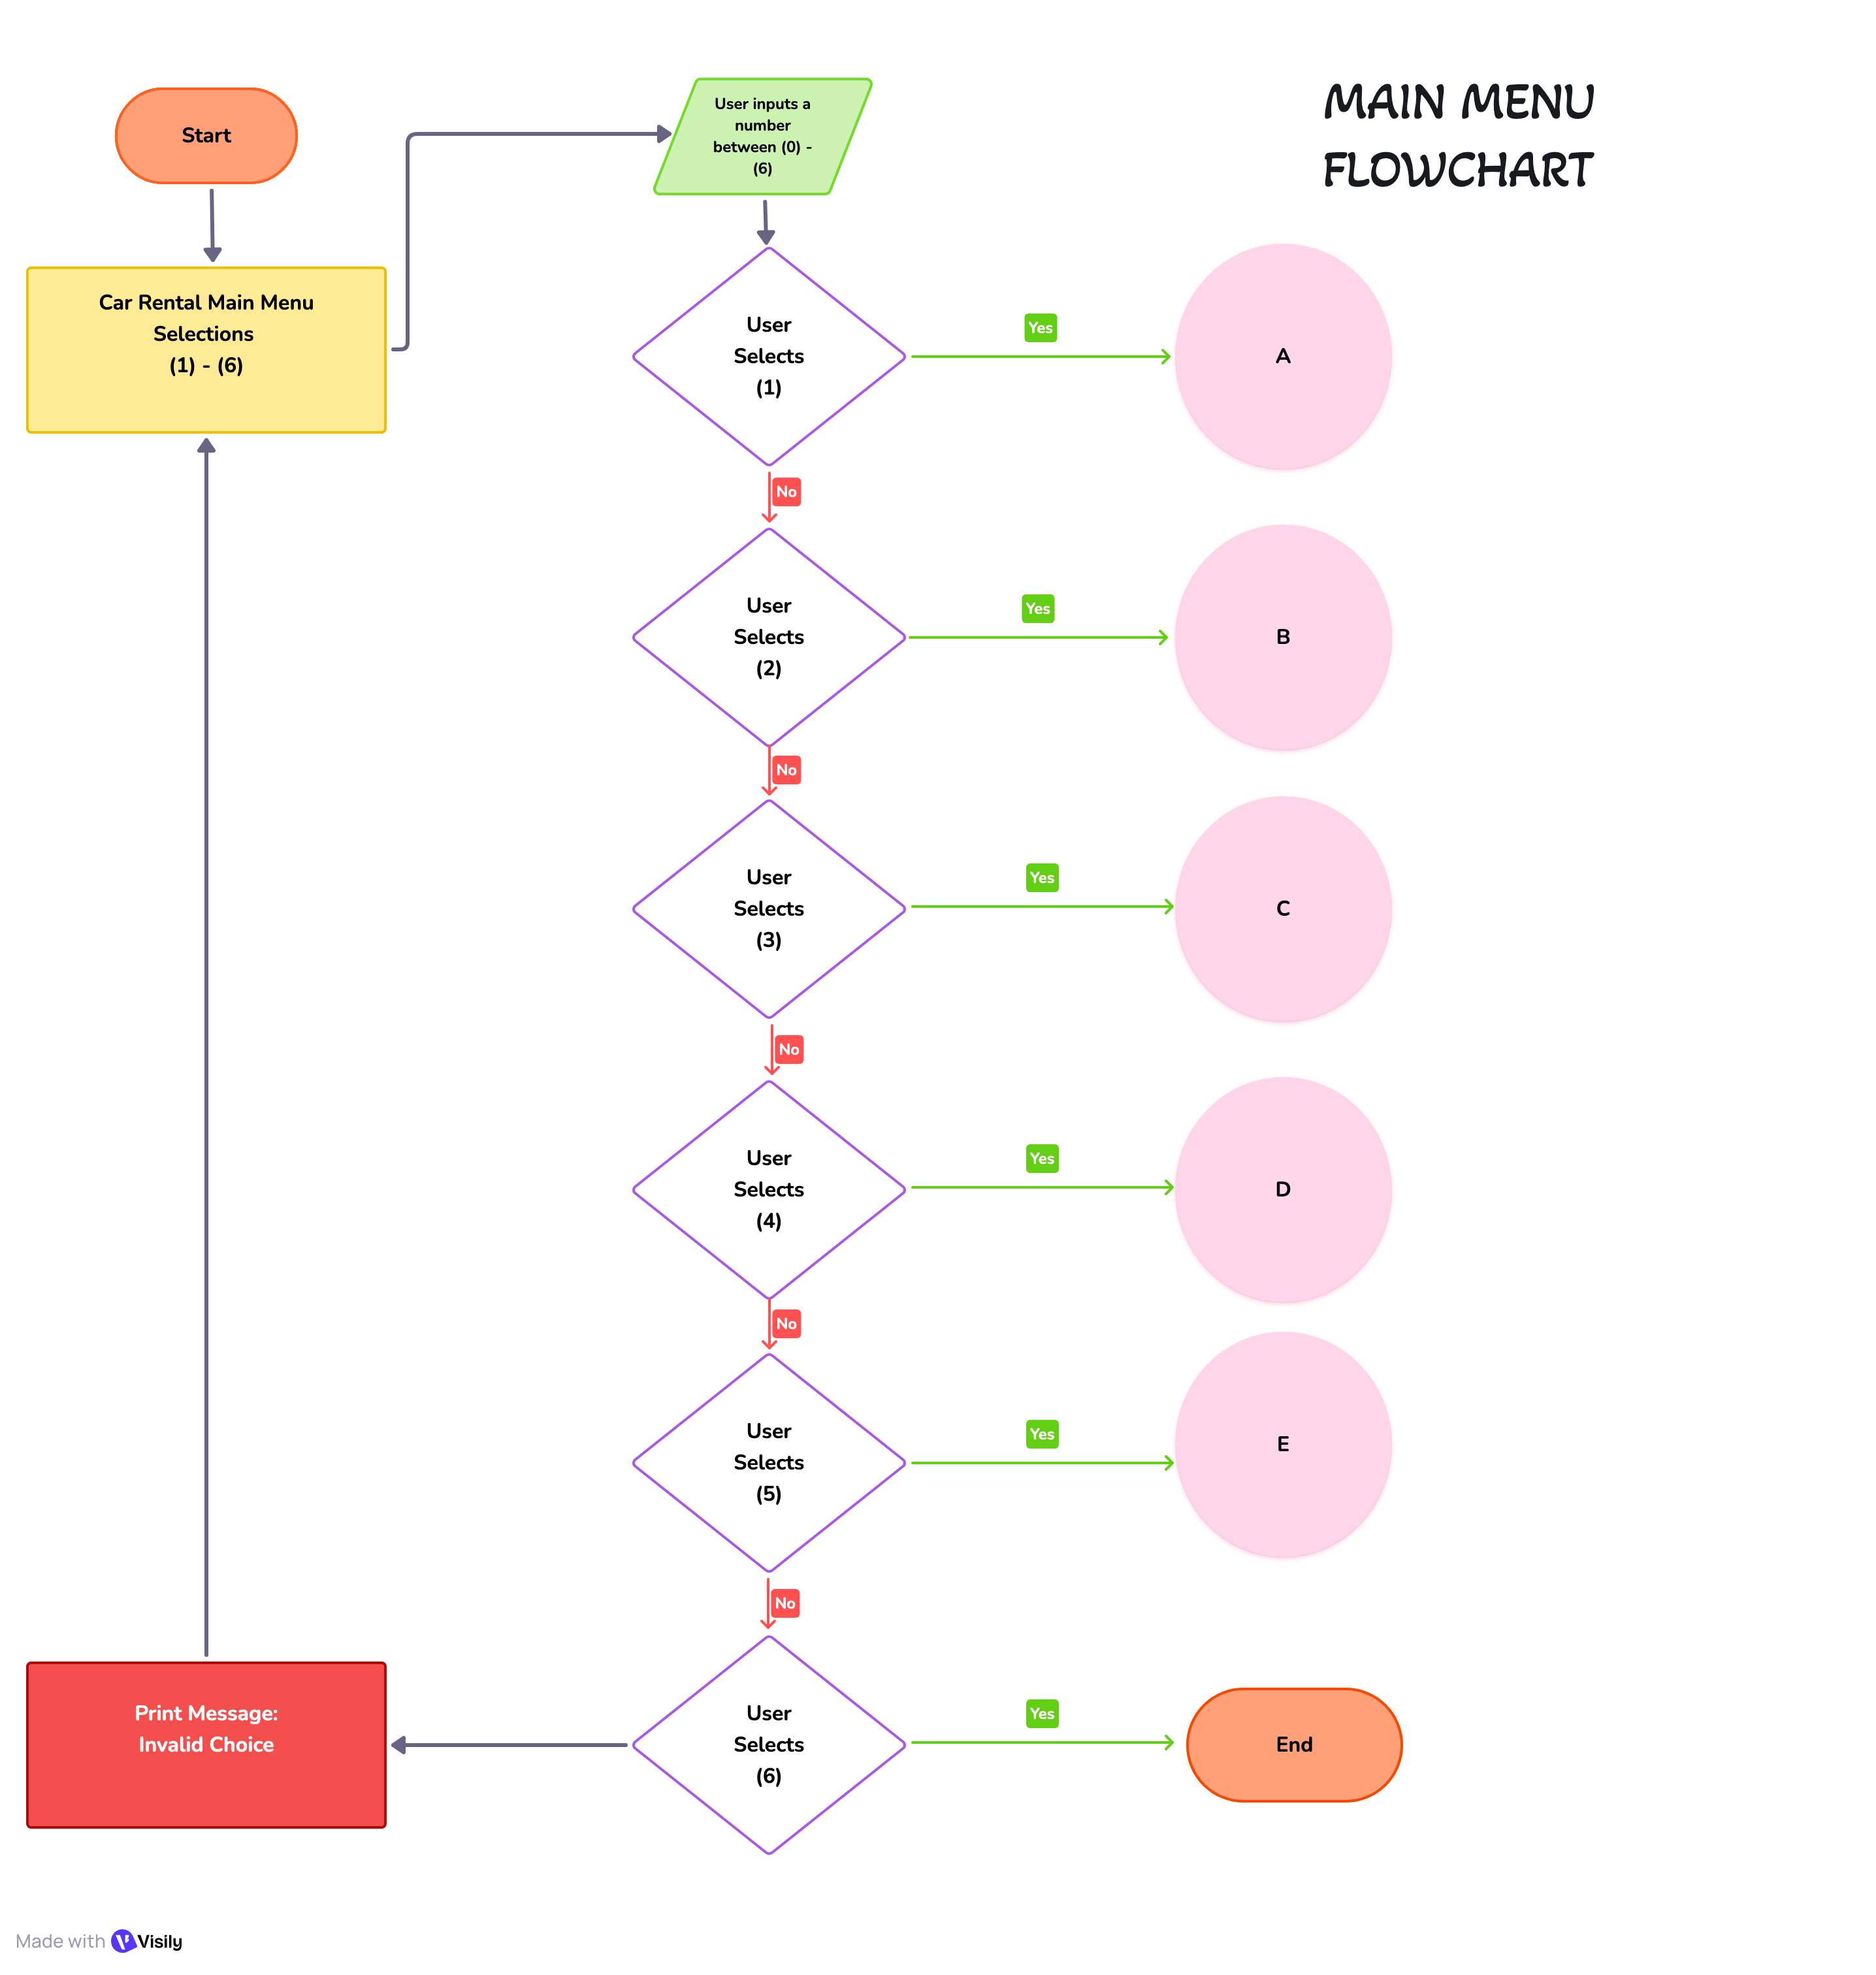 MAIN MENU
FLOWCHART
Start
User inputs a
number
between (0) -
(6)
Car Rental Main Menu
Selections
(1) - (6)
User
Selects
(1)
Yes
A
No
User
Selects
(2)
Yes
B
No
User
Selects
(3)
Yes
C
No
User
Selects
(4)
Yes
D
No
User
Selects
(5)
Yes
E
No
User
Selects
(6)
Yes
End
Print Message:
Invalid Choice
Made with Visily